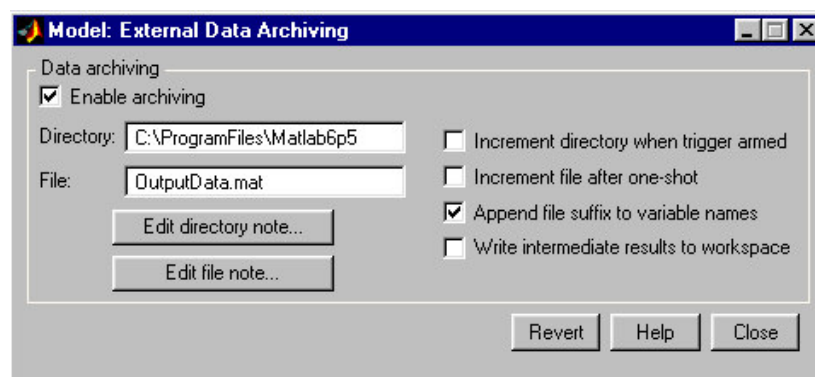 Model: External Data Archiving
Data archiving
Enable archiving
Directory: C:\ProgramFiles\Matlab6p5
File: OutputData.mat
Edit directory note...
Edit file note...
Increment directory when trigger armed
Increment file after one-shot
Append file suffix to variable names
Write intermediate results to workspace
Revert Help Close